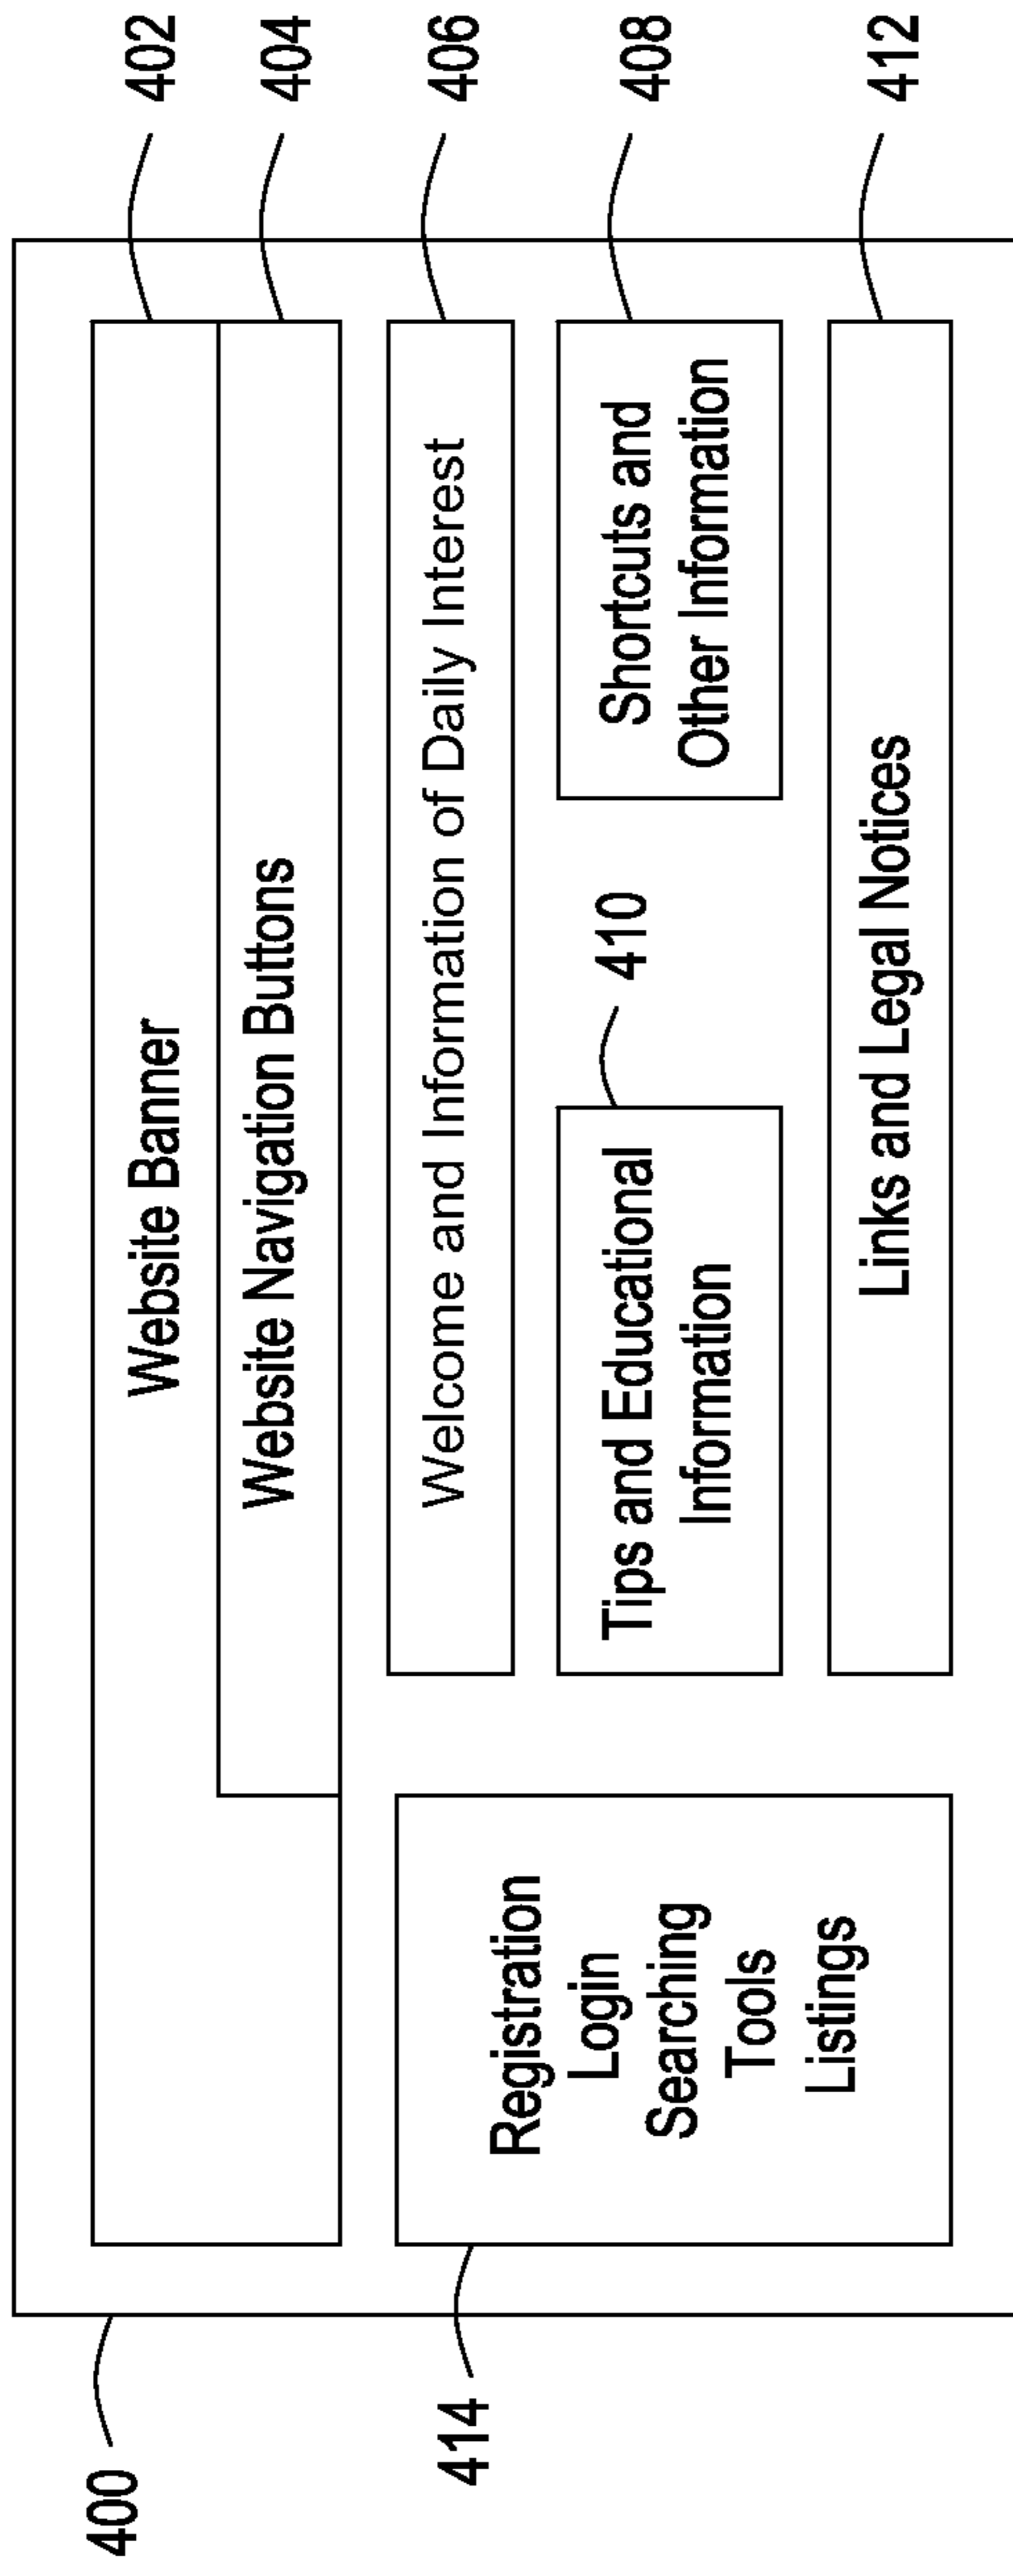 400
Website Banner
402
Website Navigation Buttons
404
Welcome and Information of Daily Interest
406
414
Registration
Login
Searching
Tools
Listings
Tips and Educational
Information
410
Shortcuts and
Other Information
408
Links and Legal Notices
412